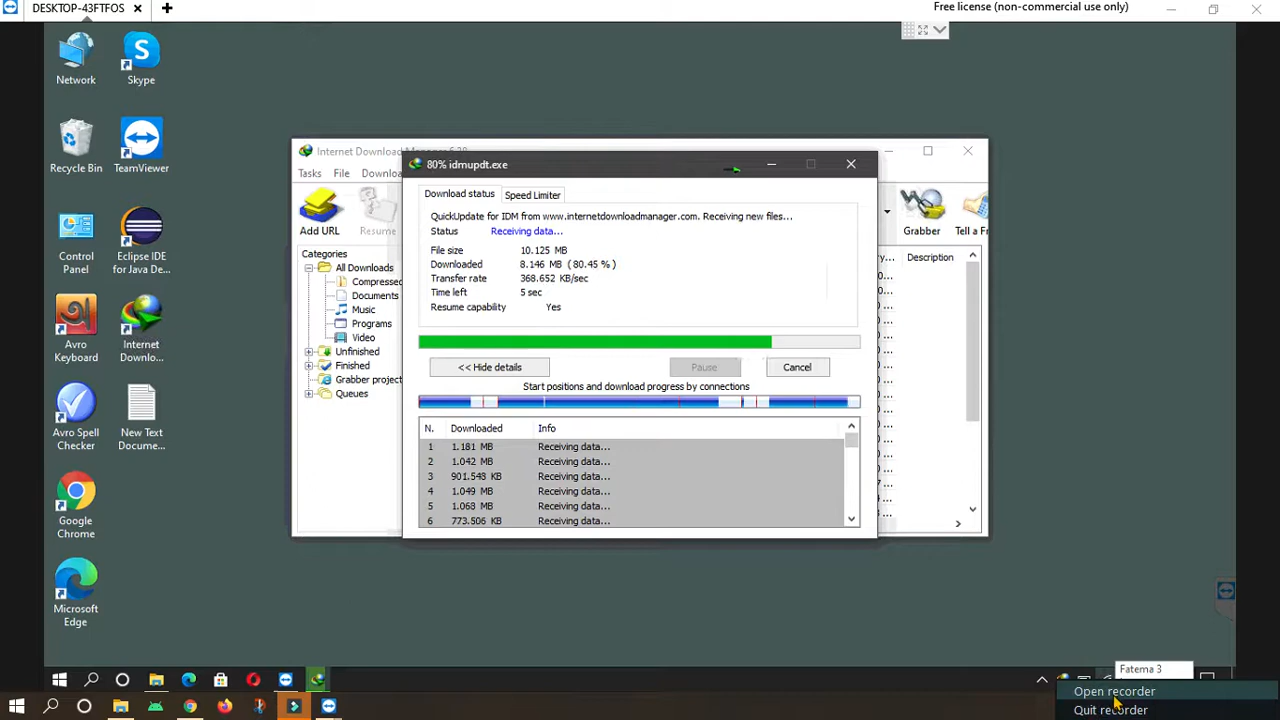 DESKTOP-43FTFOS
Free license (non-commercial use only)
Network
Skype
Recycle Bin
TeamViewer
Control
Panel
Eclipse IDE
for Java De...
Avro
Keyboard
Internet
Downlo...
Avro Spell
Checker
New Text
Docume...
Google
Chrome
Microsoft
Edge
Internet Download Manager 6.38
Tasks
File
Add URL
Resume
Grabber
Categories
All Downloads
Documents
Music
Programs
Video
Unfinished
Finished
Queues
Description
80% idmupdt.exe
Download status
Speed Limiter
QuickUpdate for IDM from www.internetdownloadmanager.com. Receiving new files...
Status Receiving data...
File size 10.125 MB
Downloaded 8.146 MB ( 80.45 % )
Transfer rate 368.652 KB/sec
Time left 5 sec
Resume capability Yes
<< Hide details
Pause
Cancel
Start positions and download progress by connections
N. Downloaded Info
1 1.181 MB Receiving data...
2 1.042 MB Receiving data...
3 901.548 KB Receiving data...
4 1.049 MB Receiving data...
5 1.068 MB Receiving data...
6 773.506 KB Receiving data...
Fatema 3
Open recorder
Quit recorder